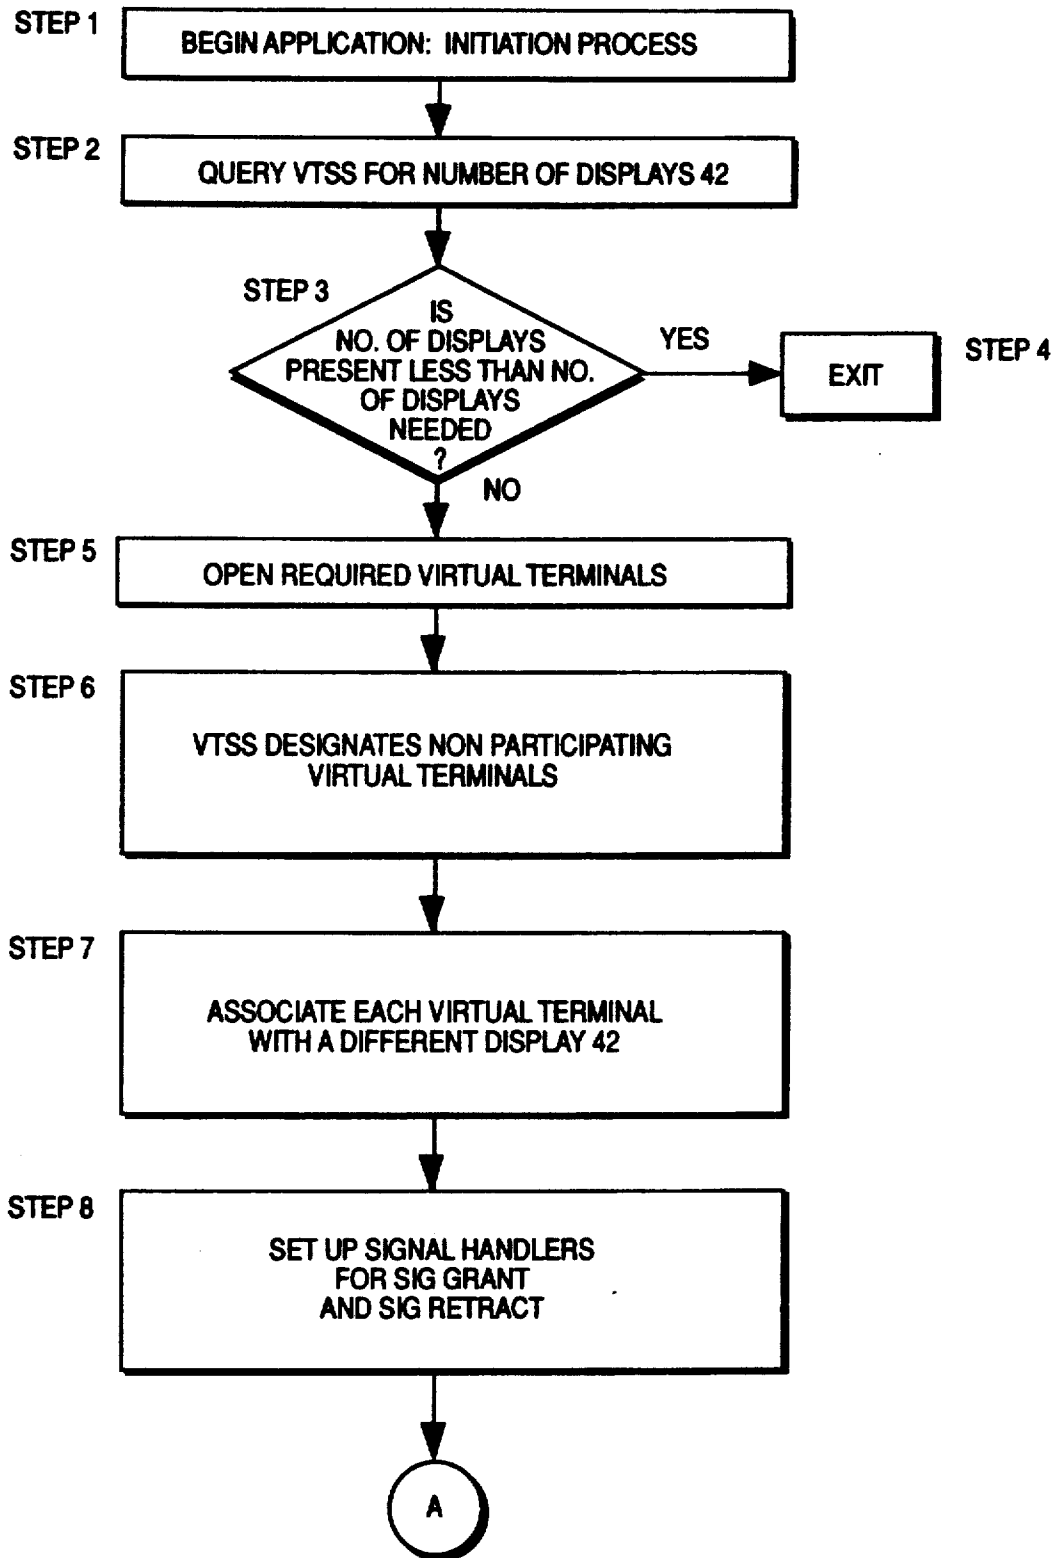 STEP 1
BEGIN APPLICATION: INITIATION PROCESS
STEP 2
QUERY VTSS FOR NUMBER OF DISPLAYS 42
STEP 3
IS
NO. OF DISPLAYS
PRESENT LESS THAN NO.
OF DISPLAYS
NEEDED
?
YES
EXIT
STEP 4
NO
STEP 5
OPEN REQUIRED VIRTUAL TERMINALS
STEP 6
VTSS DESIGNATES NON PARTICIPATING
VIRTUAL TERMINALS
STEP 7
ASSOCIATE EACH VIRTUAL TERMINAL
WITH A DIFFERENT DISPLAY 42
STEP 8
SET UP SIGNAL HANDLERS
FOR SIG GRANT
AND SIG RETRACT
A